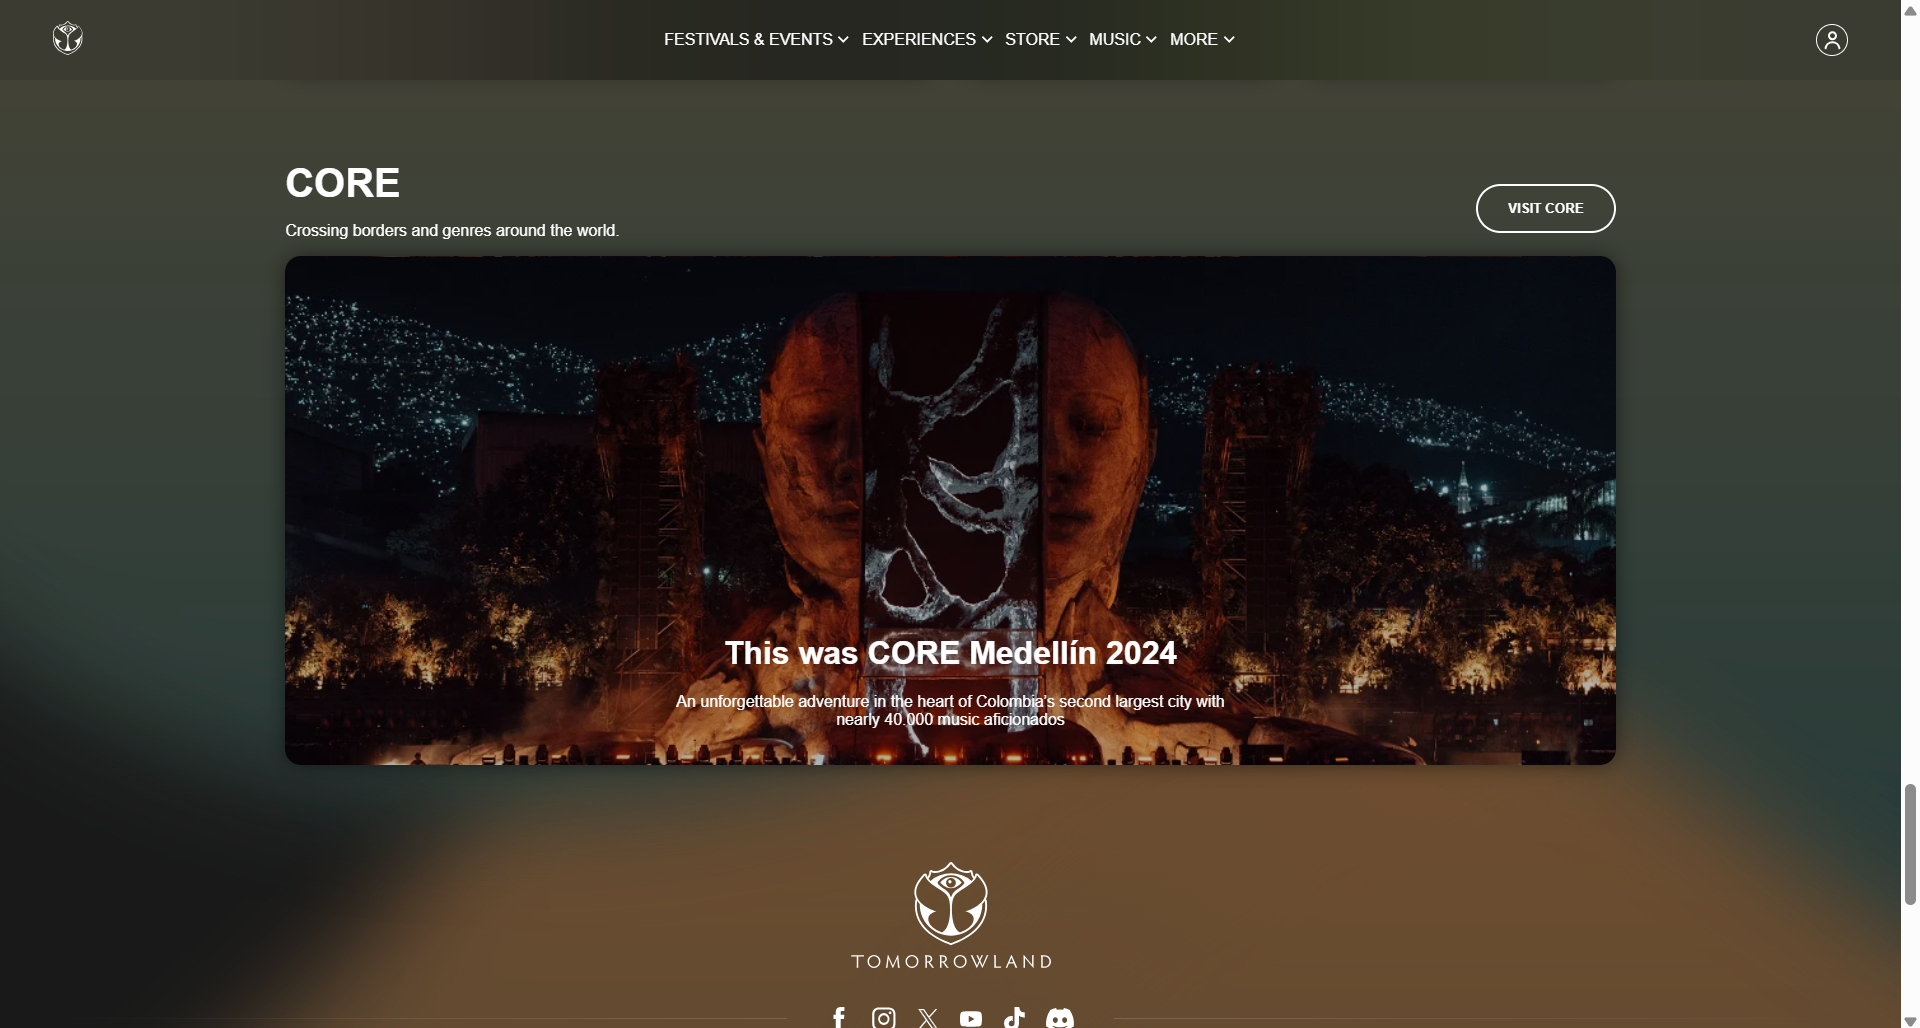 FESTIVALS & EVENTS EXPERIENCES STORE MUSIC MORE
CORE
Crossing borders and genres around the world.
VISIT CORE
This was CORE Medellín 2024
An unforgettable adventure in the heart of Colombia's second largest city with
nearly 40.000 music aficionados
TOMORROWLAND